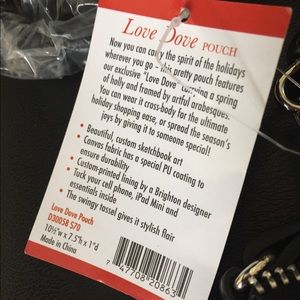 Love Dove POUCH
Now you can carry the spirit of the holidays
wherever you go – this pretty pouch features
our exclusive “Love Dove” carrying a spring
of holly and framed by artful arabesques.
You can wear it cross-body for the ultimate
holiday shopping ease, or spread the season's
joys by giving it to someone special!
• Beautiful, custom sketchbook art
• Canvas fabric has a special PU coating to
ensure durability
• Custom-printed lining by a Brighton designer
• Tuck your cell phone, iPad Mini and
essentials inside
• The swingy tassel gives it stylish flair
Love Dove Pouch
D30058 $70
10½"w x 7.5"h x 1"d
Made in China
7 47708 20863